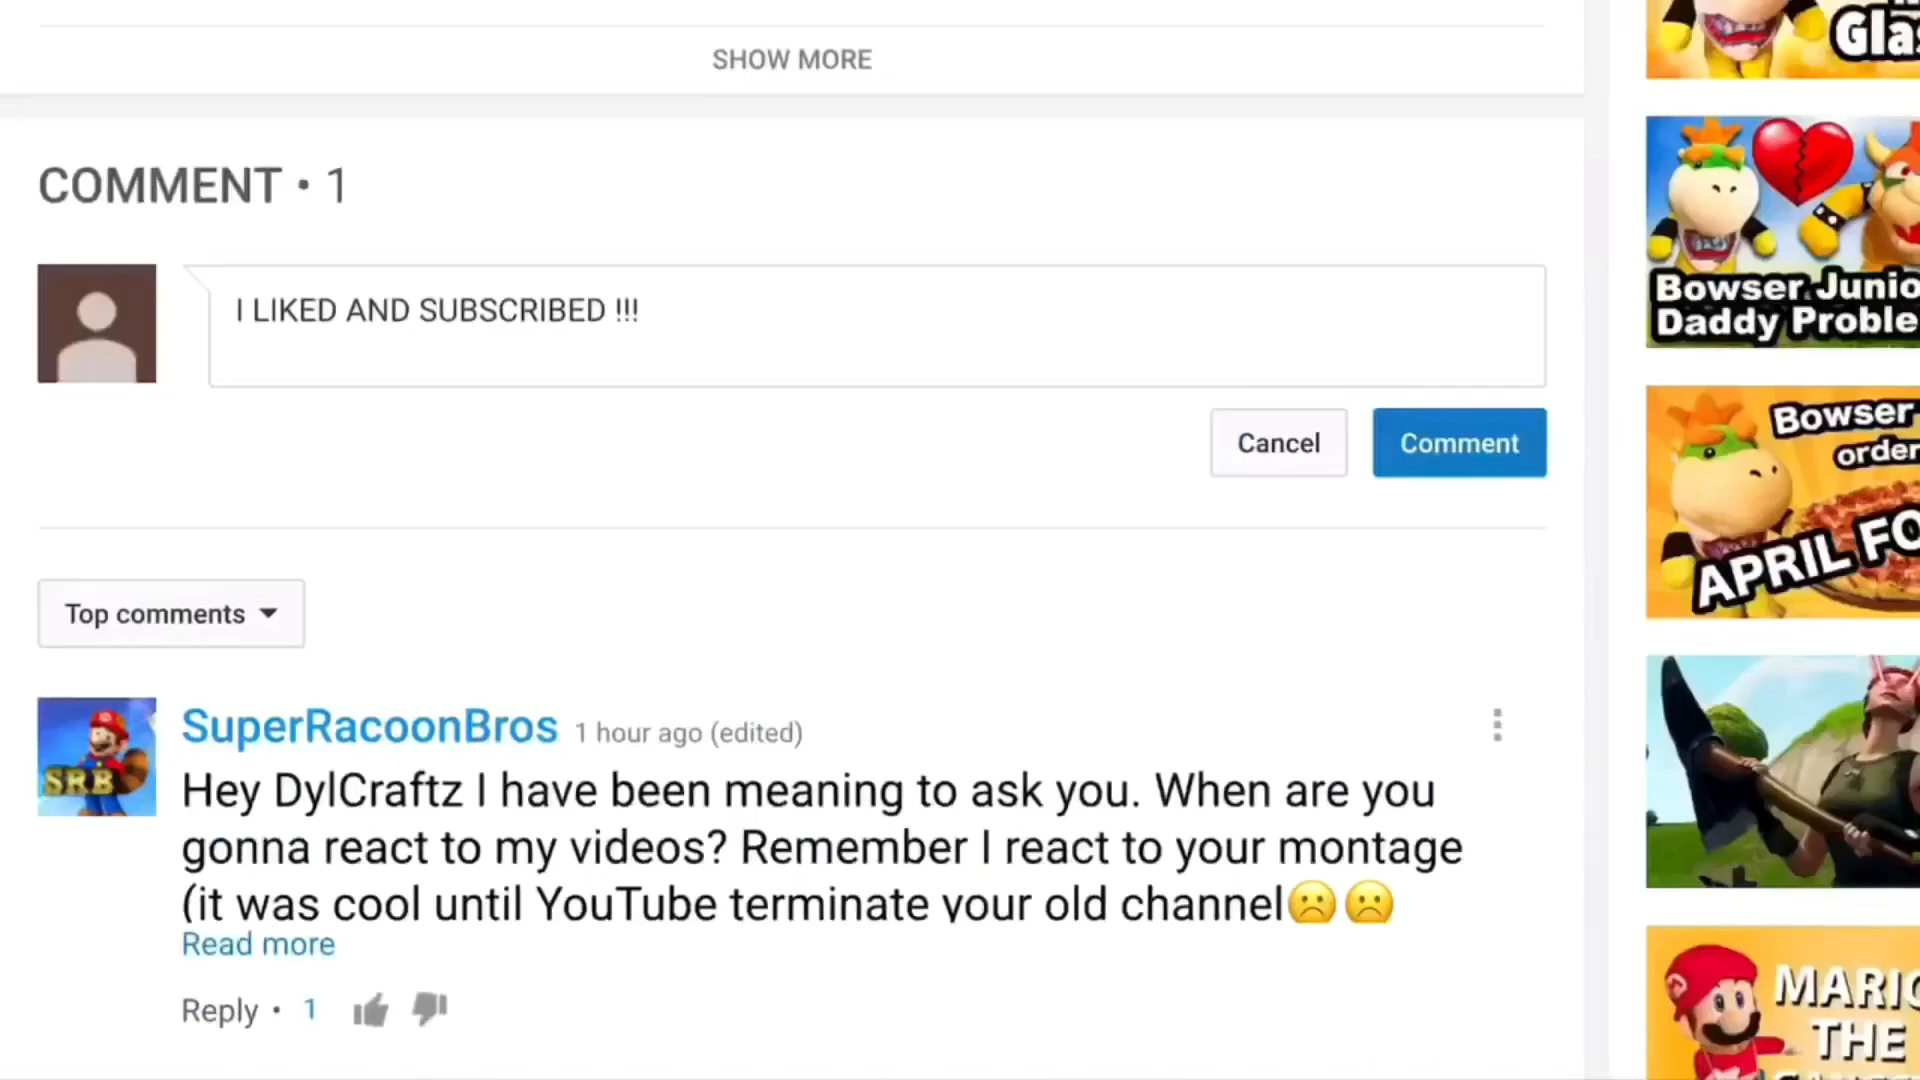 SHOW MORE
COMMENT • 1
I LIKED AND SUBSCRIBED !!!
Cancel
Comment
Top comments
SRB
SuperRacoonBros 1 hour ago (edited)
Hey DylCraftz I have been meaning to ask you. When are you
gonna react to my videos? Remember I react to your montage
(it was cool until YouTube terminate your old channel☹️☹️
Read more
Reply • 1
Gla
Bowser Junio
Daddy Proble
Bowser
order
APRIL FO
MARIO
THE